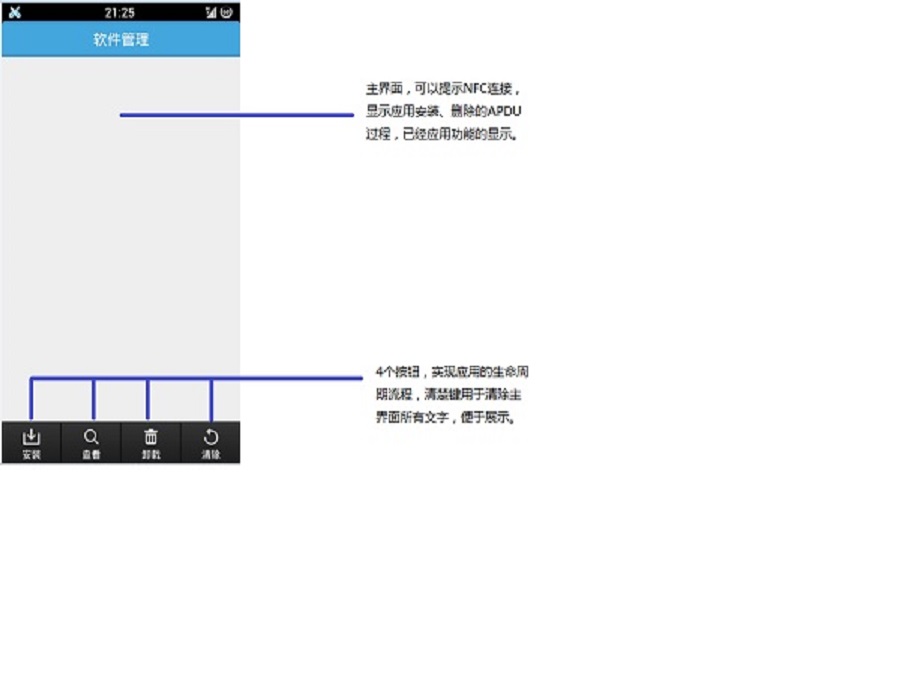 21:25
软件管理
主界面，可以提示NFC连接，
显示应用安装、删除的APDU
过程，已经应用功能的显示。
4个按钮，实现应用的生命周
期流程，清楚键用于清除主
界面所有文字，便于展示。
安装 查看 卸载 清除